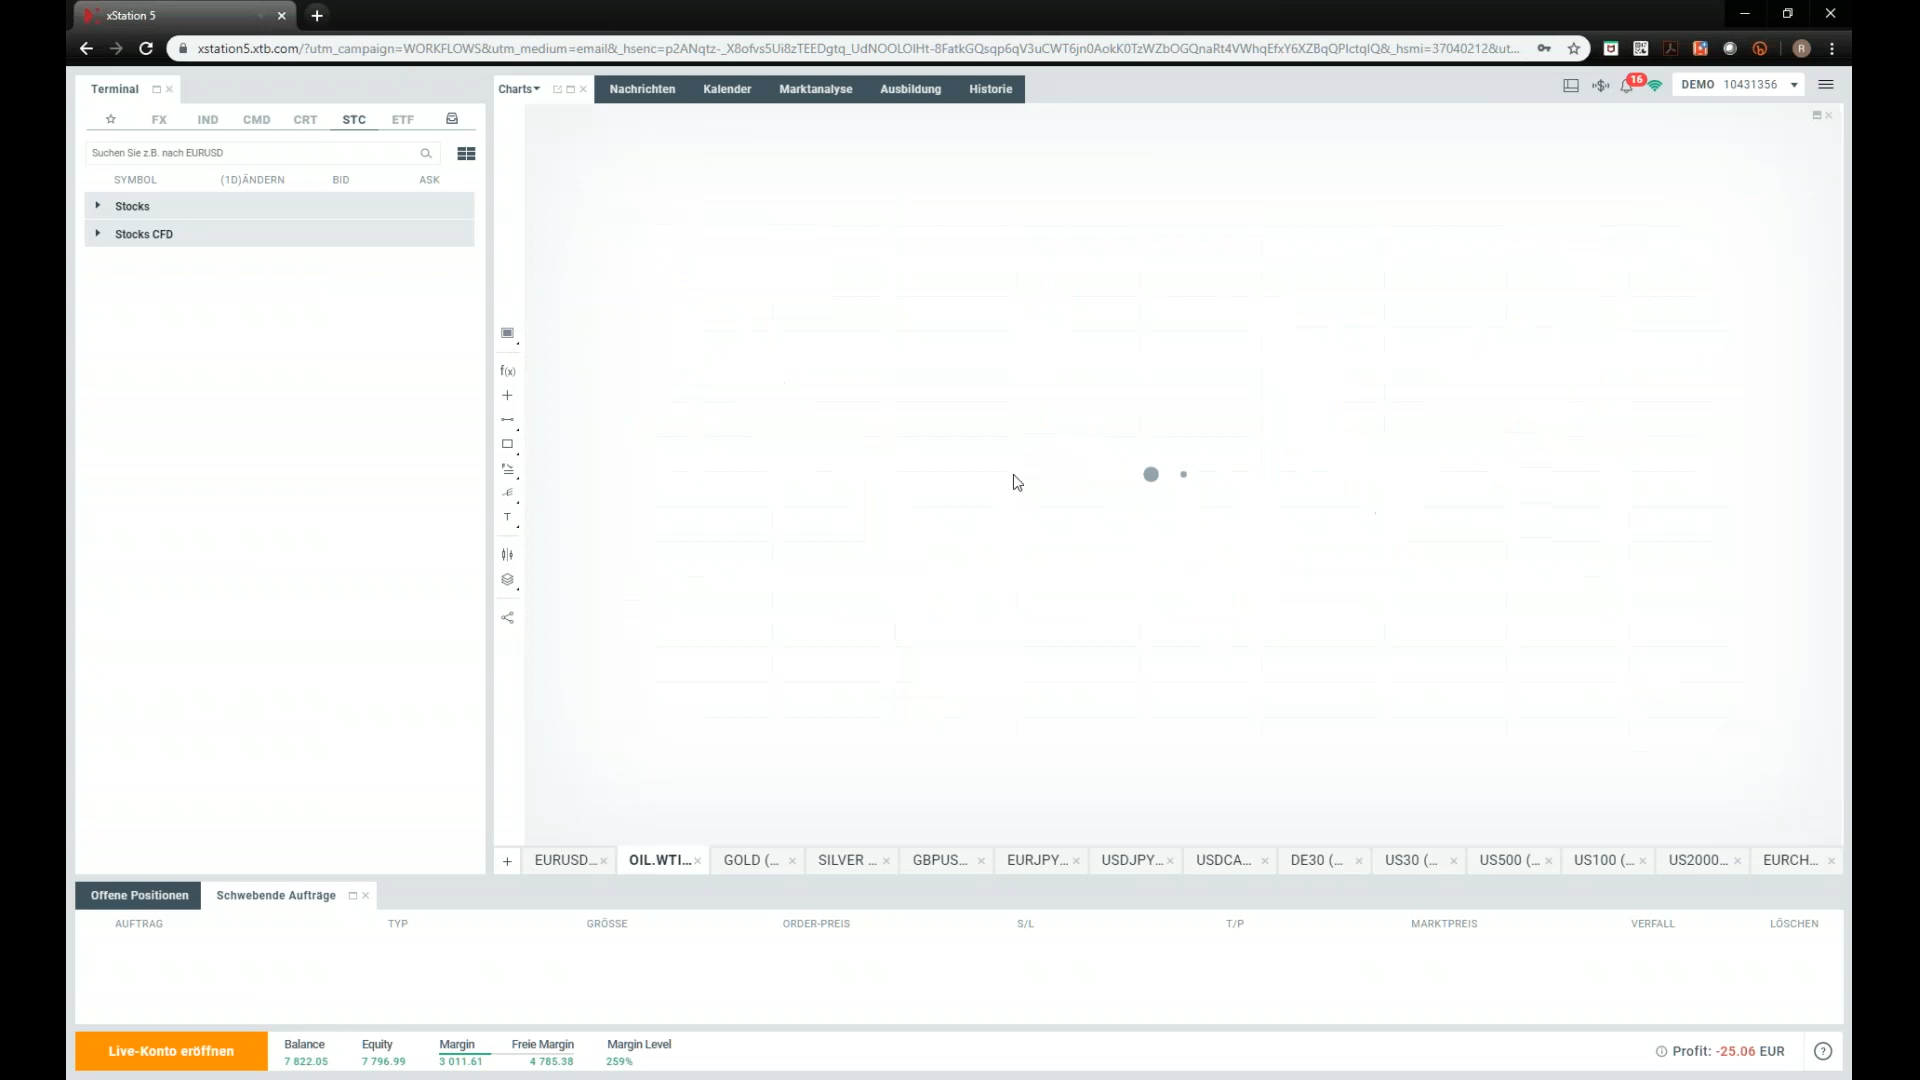 xStation 5
xstation5.xtb.com/?utm_campaign=WORKFLOWS&utm_medium=email&_hsenc=p2ANqtz-_X8ofvs5Ui8zTEEDgtq_UdNOOLOIHt-8FatkGQsqp6qV3uCWT6jn0AokK0TzWZbOGQnaRt4VWhqEfxY6XZBqQPIctqIQ&_hsmi=37040212&ut...
R
Terminal
Charts
Nachrichten
Kalender
Marktanalyse
Ausbildung
Historie
16
DEMO 10431356
FX
IND
CMD
CRT
STC
ETF
Suchen Sie z.B. nach EURUSD
SYMBOL
(1D)ÄNDERN
BID
ASK
Stocks
Stocks CFD
f(x)
T
EURUSD...
OIL.WTI...
GOLD (...
SILVER ...
GBPUS...
EURJPY...
USDJPY...
USDCA...
DE30 (...
US30 (...
US500 (...
US100 (...
US2000...
EURCH...
Offene Positionen
Schwebende Aufträge
AUFTRAG
TYP
GRÖSSE
ORDER-PREIS
S/L
T/P
MARKTPREIS
VERFALL
LÖSCHEN
Live-Konto eröffnen
Balance
7 822.05
Equity
7 796.99
Margin
3 011.61
Freie Margin
4 785.38
Margin Level
259%
Profit: -25.06 EUR
?